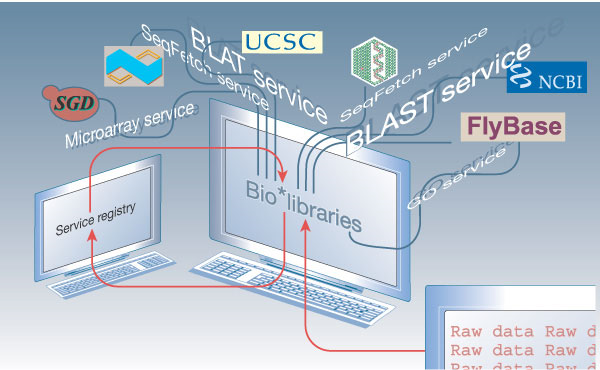 SeqFetch service
BLAT service
UCSC
SeqFetch service
BLAST service
NCBI
SGD
Microarray service
FlyBase
GO service
Bio*libraries
Service registry
Raw data Raw d
Raw data Raw d
Raw data Raw d